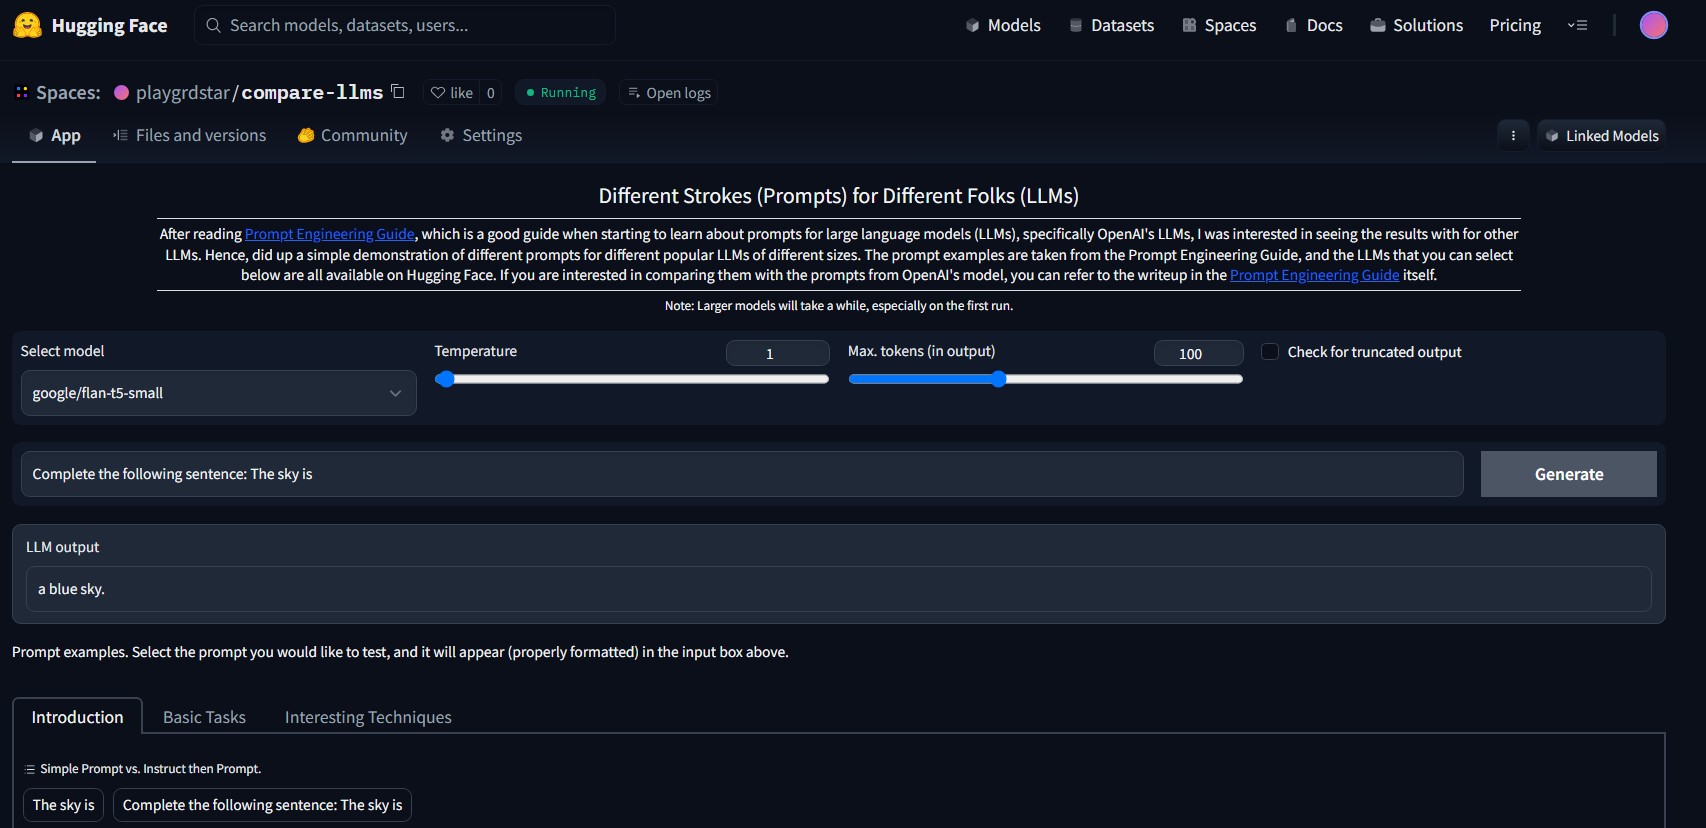 Hugging Face
Search models, datasets, users...
Models
Datasets
Spaces
Docs
Solutions
Pricing
Spaces:
playgrdstar/compare-llms
like
0
Running
Open logs
App
Files and versions
Community
Settings
Linked Models
Different Strokes (Prompts) for Different Folks (LLMs)
After reading Prompt Engineering Guide, which is a good guide when starting to learn about prompts for large language models (LLMs), specifically OpenAI's LLMs, I was interested in seeing the results with for other
LLMs. Hence, did up a simple demonstration of different prompts for different popular LLMs of different sizes. The prompt examples are taken from the Prompt Engineering Guide, and the LLMs that you can select
below are all available on Hugging Face. If you are interested in comparing them with the prompts from OpenAI's model, you can refer to the writeup in the Prompt Engineering Guide itself.
Note: Larger models will take a while, especially on the first run.
Select model
google/flan-t5-small
Temperature
1
Max. tokens (in output)
100
Check for truncated output
Complete the following sentence: The sky is
Generate
LLM output
a blue sky.
Prompt examples. Select the prompt you would like to test, and it will appear (properly formatted) in the input box above.
Introduction
Basic Tasks
Interesting Techniques
Simple Prompt vs. Instruct then Prompt.
The sky is
Complete the following sentence: The sky is